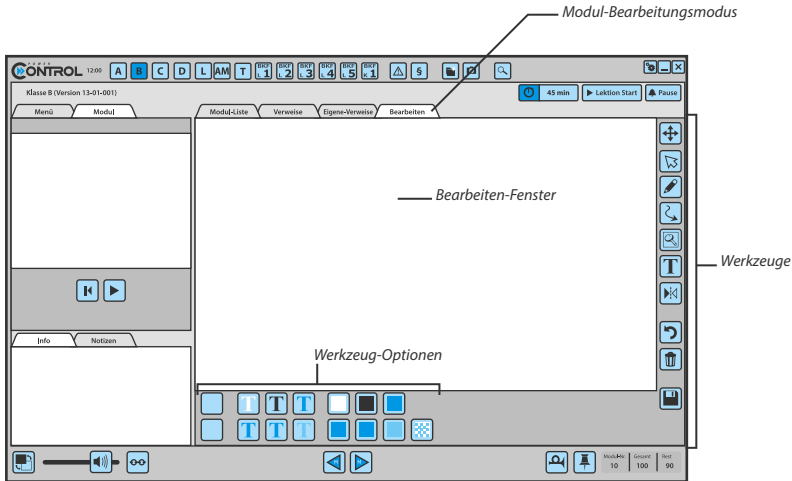 Modul-Bearbeitungsmodus
POWER
CONTROL 12:00 A B C D L AM T BKF L 1 BKF L 2 BKF L 3 BKF L 4 BKF L 5 BKF K 1 §
Klasse B (Version 13-01-001) 45 min Lektion Start Pause
Menü Modul Modul-Liste Verweise Eigene-Verweise Bearbeiten
Bearbeiten-Fenster
T
Werkzeuge
Info Notizen
Werkzeug-Optionen
T T T
T T T
Modul-Nr. Gesamt Rest
10 100 90